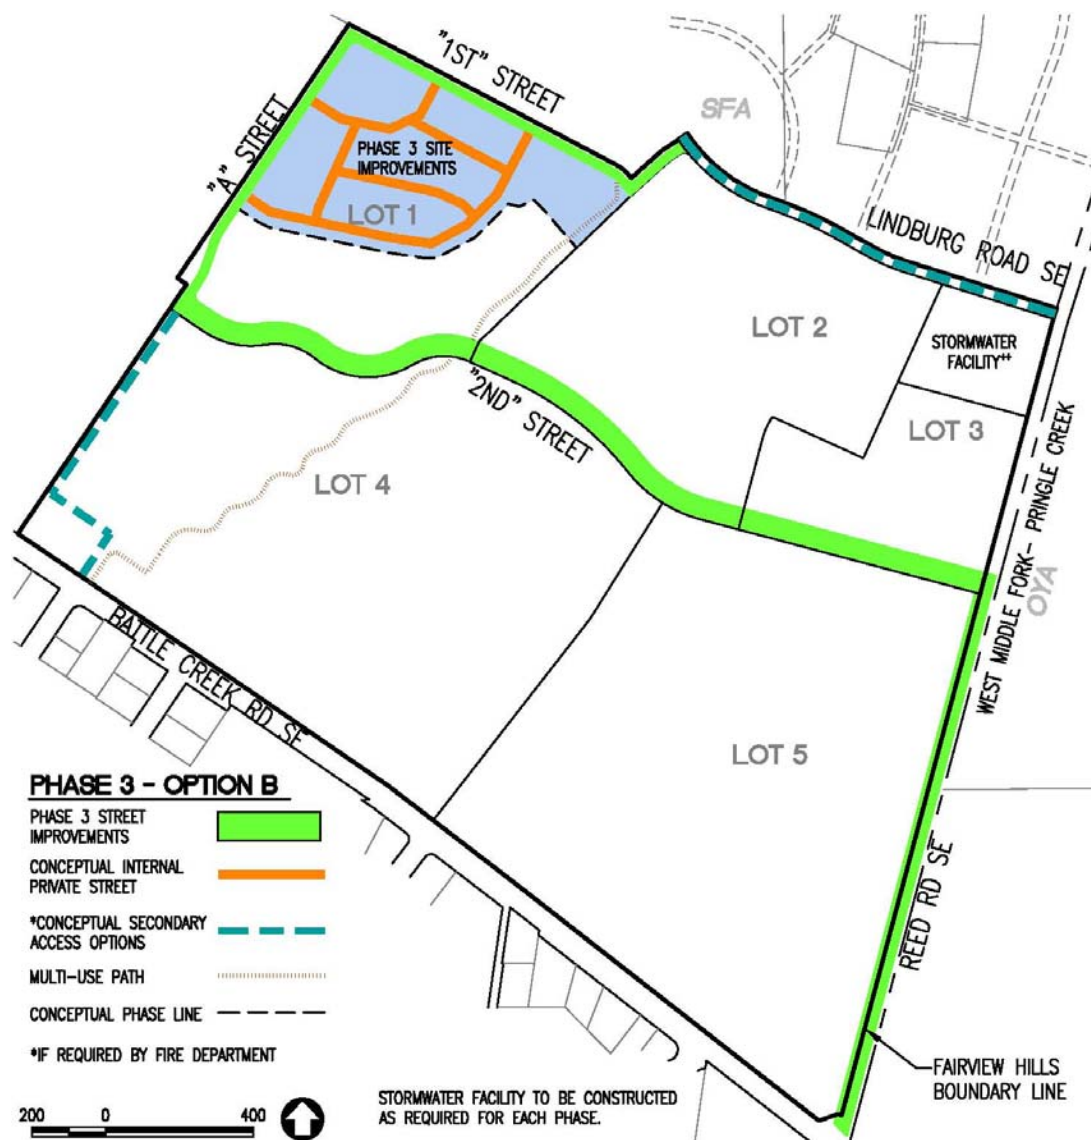 "1ST" STREET
SFA
"A" STREET
PHASE 3 SITE
IMPROVEMENTS
LOT 1
LINDBURG ROAD SE
LOT 2
STORMWATER
FACILITY⁺⁺
LOT 3
"2ND" STREET
LOT 4
WEST MIDDLE FORK- PRINGLE CREEK
OYA
BATTLE CREEK RD SE
LOT 5
REED RD SE
PHASE 3 - OPTION B
PHASE 3 STREET
IMPROVEMENTS
CONCEPTUAL INTERNAL
PRIVATE STREET
*CONCEPTUAL SECONDARY
ACCESS OPTIONS
MULTI-USE PATH
CONCEPTUAL PHASE LINE
*IF REQUIRED BY FIRE DEPARTMENT
FAIRVIEW HILLS
BOUNDARY LINE
STORMWATER FACILITY TO BE CONSTRUCTED
AS REQUIRED FOR EACH PHASE.
200 0 400